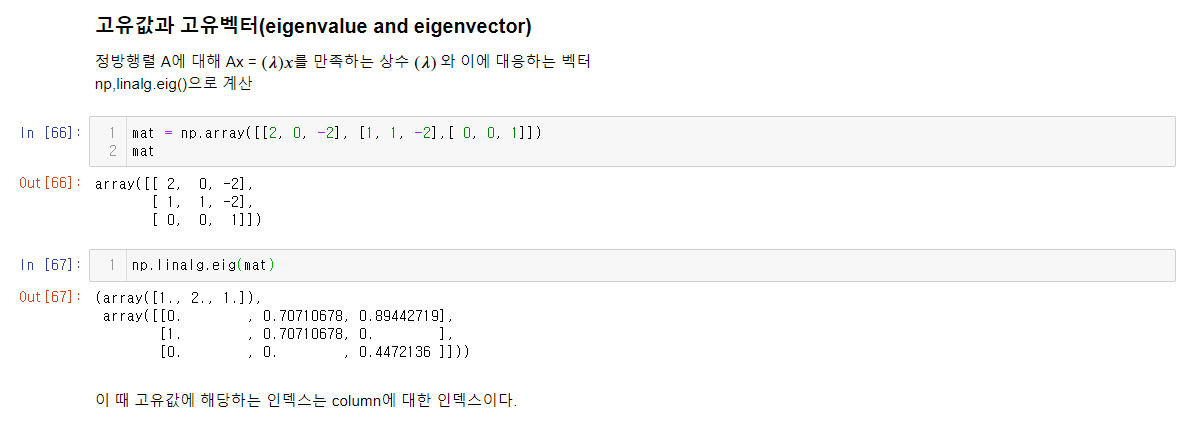 고유값과 고유벡터(eigenvalue and eigenvector)
정방행렬 A에 대해 Ax = (λ)x를 만족하는 상수 (λ) 와 이에 대응하는 벡터
np,linalg.eig()으로 계산
In [66]: 1 mat = np.array([[2, 0, -2], [1, 1, -2],[ 0, 0, 1]])
2 mat
Out[66]: array([[ 2,  0, -2],
       [ 1,  1, -2],
       [ 0,  0,  1]])
In [67]: 1 np.linalg.eig(mat)
Out[67]: (array([1., 2., 1.]),
 array([[0.        , 0.70710678, 0.89442719],
        [1.        , 0.70710678, 0.        ],
        [0.        , 0.        , 0.4472136 ]]))
이 때 고유값에 해당하는 인덱스는 column에 대한 인덱스이다.